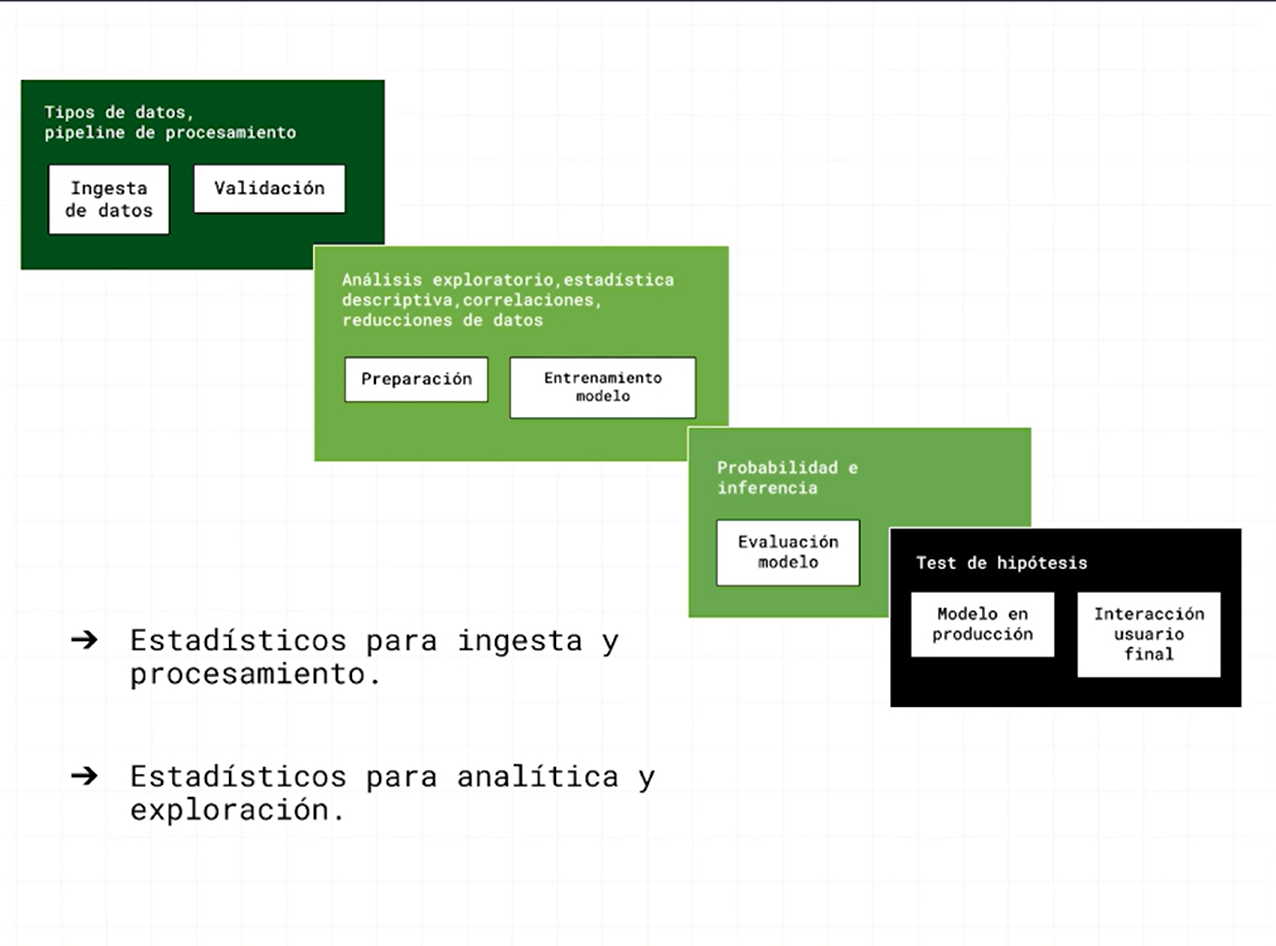 Tipos de datos,
pipeline de procesamiento
Ingesta
de datos
Validación
Análisis exploratorio,estadística
descriptiva,correlaciones,
reducciones de datos
Preparación
Entrenamiento
modelo
Probabilidad e
inferencia
Evaluación
modelo
Test de hipótesis
Modelo en
producción
Interacción
usuario
final
➔ Estadísticos para ingesta y
procesamiento.
➔ Estadísticos para analítica y
exploración.